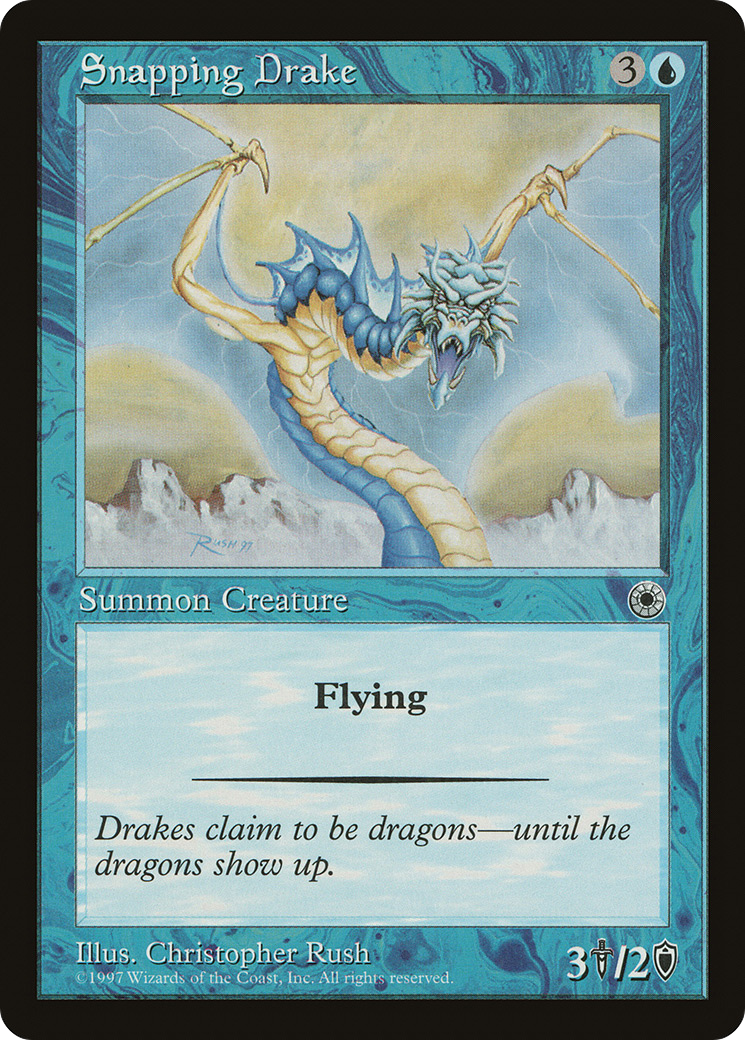 Snapping Drake
3
RUSH 97
Summon Creature
Flying
Drakes claim to be dragons—until the
dragons show up.
Illus. Christopher Rush
©1997 Wizards of the Coast, Inc. All rights reserved.
3/2